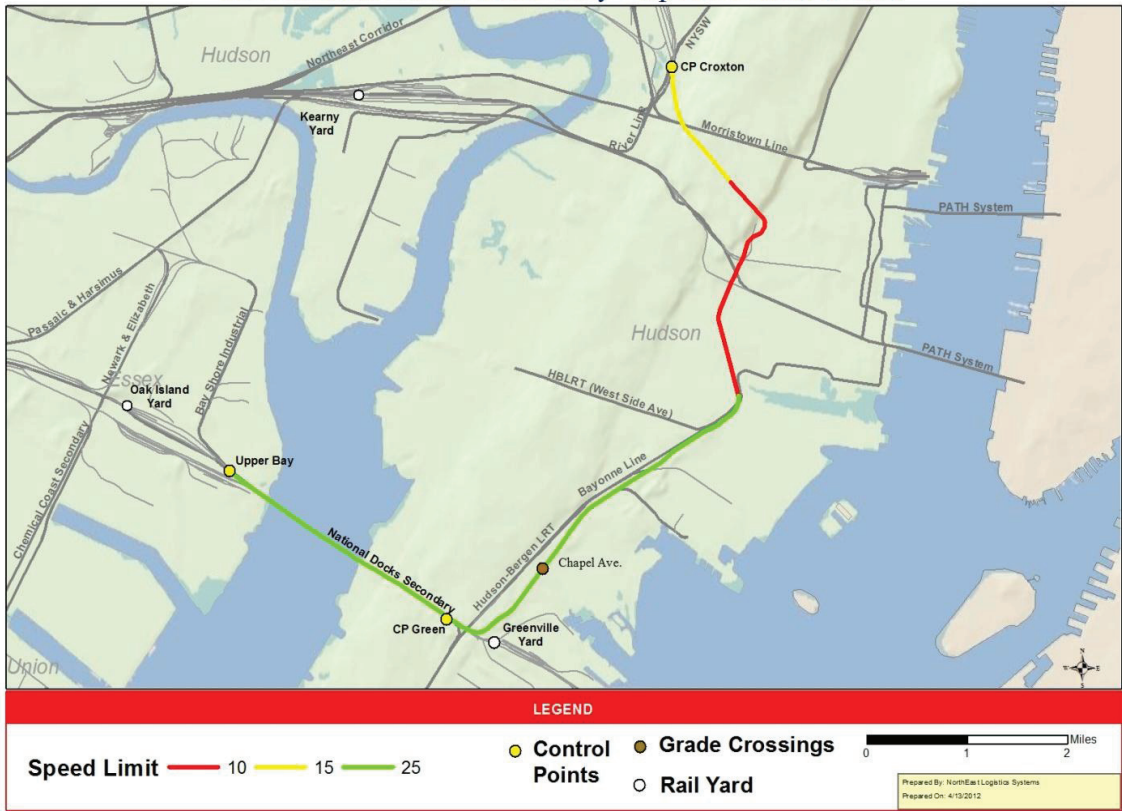 Hudson
Northeast Corridor
NYSW
CP Croxton
Kearny
Yard
River Line
Morristown Line
PATH System
Passaic & Harsimus
Newark & Elizabeth
Bay Shore Industrial
Essex
Oak Island
Yard
Hudson
PATH System
HBLRT (West Side Ave)
Upper Bay
Bayonne Line
Chemical Coast Secondary
National Docks Secondary
Hudson-Bergen LRT
Chapel Ave.
CP Green
Greenville
Yard
Union
N
W E
S
LEGEND
Speed Limit 10 15 25
Control
Points
Grade Crossings
Rail Yard
Miles
0 1 2
Prepared By: NorthEast Logistics Systems
Prepared On: 4/13/2012